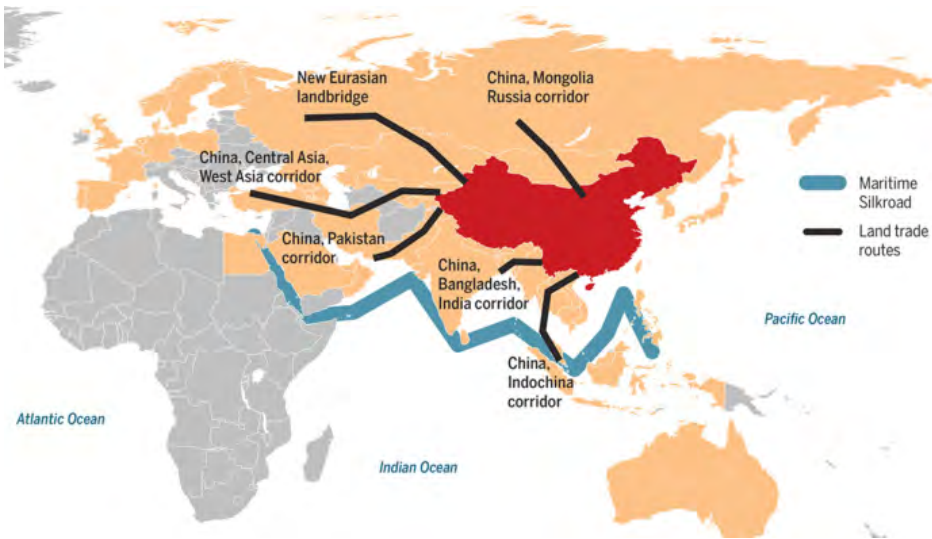 New Eurasian
landbridge
China, Mongolia
Russia corridor
China, Central Asia,
West Asia corridor
Maritime
Silkroad
Land trade
routes
China, Pakistan
corridor
China,
Bangladesh,
India corridor
Pacific Ocean
China,
Indochina
corridor
Atlantic Ocean
Indian Ocean